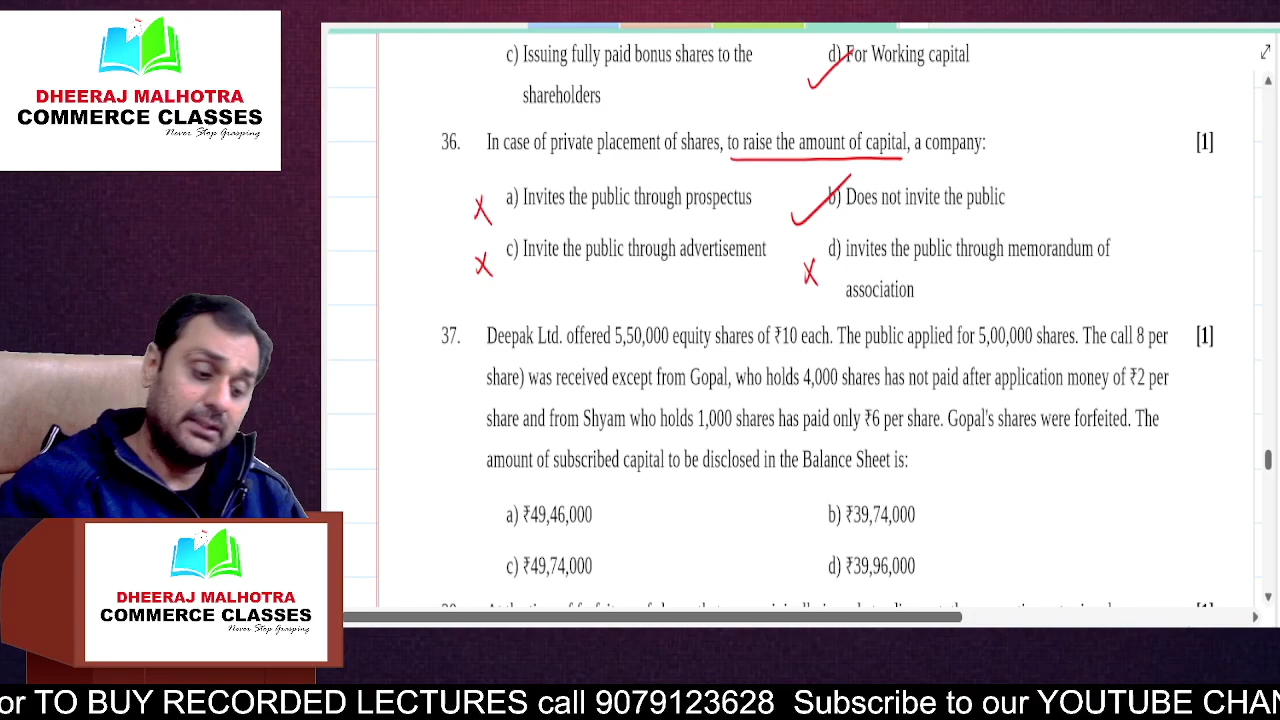 DHEERAJ MALHOTRA
COMMERCE CLASSES
Never Stop Grasping
c) Issuing fully paid bonus shares to the
shareholders
d) For Working capital
36. In case of private placement of shares, to raise the amount of capital, a company: [1]
a) Invites the public through prospectus
b) Does not invite the public
c) Invite the public through advertisement
d) invites the public through memorandum of
association
37. Deepak Ltd. offered 5,50,000 equity shares of ₹10 each. The public applied for 5,00,000 shares. The call 8 per [1]
share) was received except from Gopal, who holds 4,000 shares has not paid after application money of ₹2 per
share and from Shyam who holds 1,000 shares has paid only ₹6 per share. Gopal's shares were forfeited. The
amount of subscribed capital to be disclosed in the Balance Sheet is:
a) ₹49,46,000
b) ₹39,74,000
c) ₹49,74,000
d) ₹39,96,000
[1]
DHEERAJ MALHOTRA
COMMERCE CLASSES
Never Stop Grasping
or TO BUY RECORDED LECTURES call 9079123628 Subscribe to our YOUTUBE CHAN